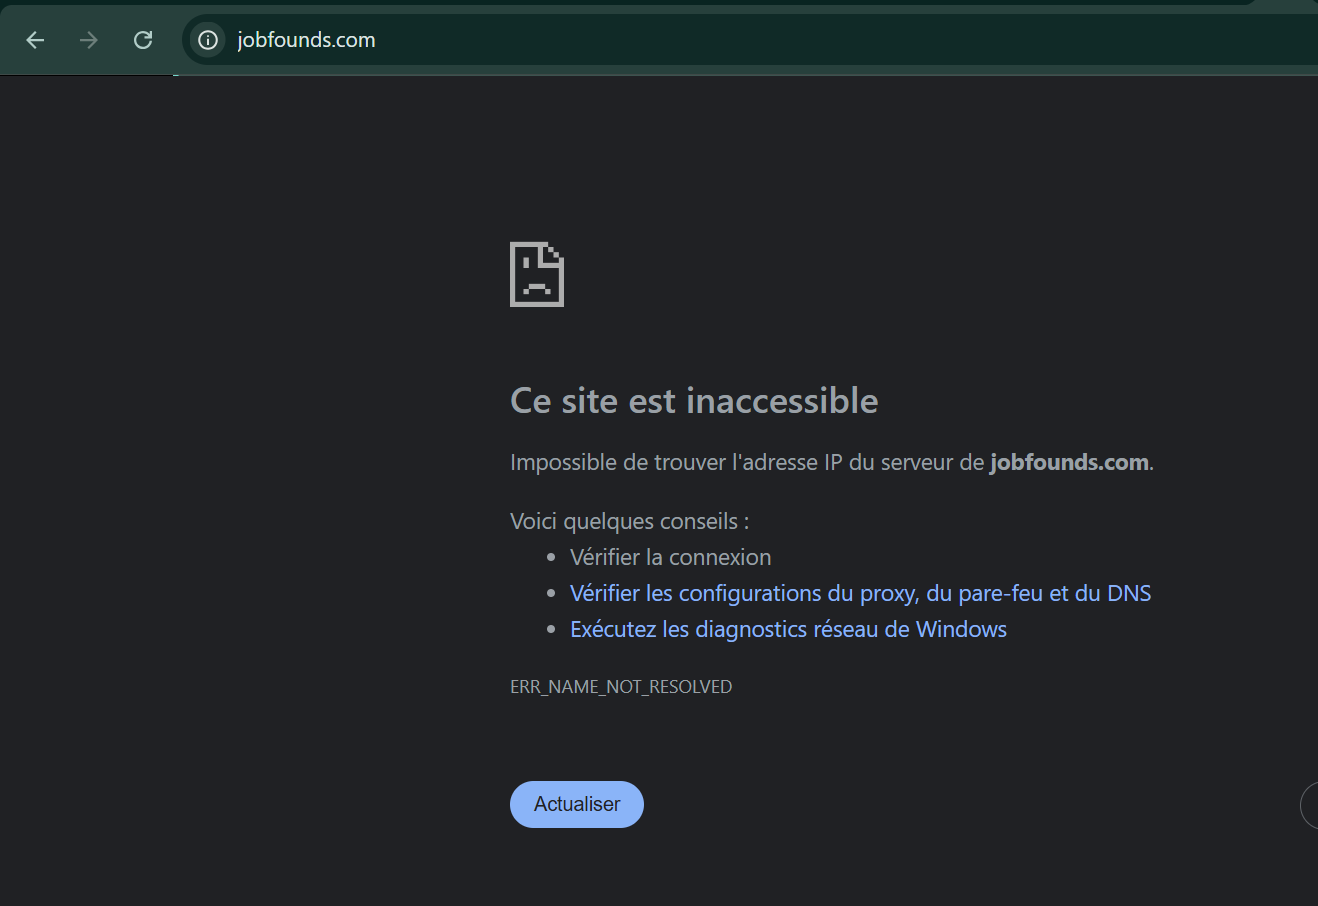 jobfounds.com
Ce site est inaccessible
Impossible de trouver l'adresse IP du serveur de jobfounds.com.
Voici quelques conseils :
Vérifier la connexion
Vérifier les configurations du proxy, du pare-feu et du DNS
Exécutez les diagnostics réseau de Windows
ERR_NAME_NOT_RESOLVED
Actualiser